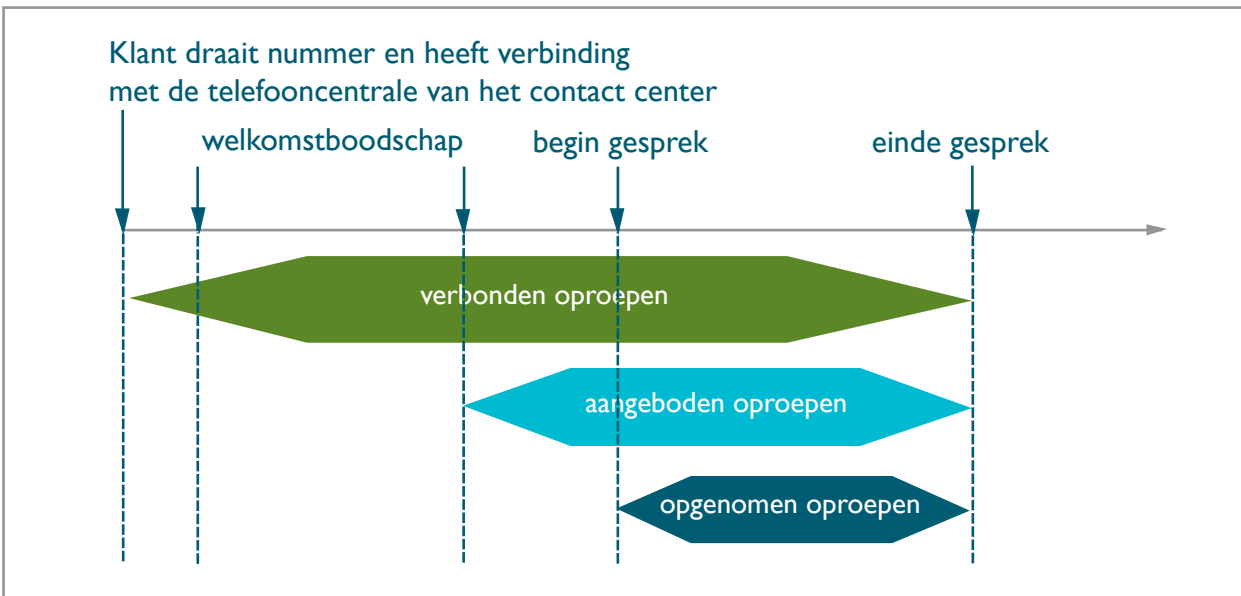 Klant draait nummer en heeft verbinding
met de telefooncentrale van het contact center
welkomstboodschap
begin gesprek
einde gesprek
verbonden oproepen
aangeboden oproepen
opgenomen oproepen